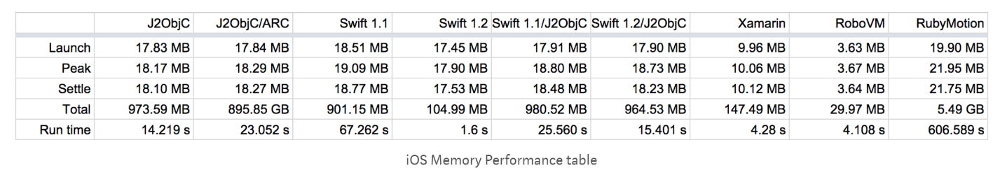 J2ObjC J2ObjC/ARC Swift 1.1 Swift 1.2 Swift 1.1/J2ObjC Swift 1.2/J2ObjC Xamarin RoboVM RubyMotion
Launch 17.83 MB 17.84 MB 18.51 MB 17.45 MB 17.91 MB 17.90 MB 9.96 MB 3.63 MB 19.90 MB
Peak 18.17 MB 18.29 MB 19.09 MB 17.90 MB 18.80 MB 18.73 MB 10.06 MB 3.67 MB 21.95 MB
Settle 18.10 MB 18.27 MB 18.77 MB 17.53 MB 18.48 MB 18.23 MB 10.12 MB 3.64 MB 21.75 MB
Total 973.59 MB 895.85 GB 901.15 MB 104.99 MB 980.52 MB 964.53 MB 147.49 MB 29.97 MB 5.49 GB
Run time 14.219 s 23.052 s 67.262 s 1.6 s 25.560 s 15.401 s 4.28 s 4.108 s 606.589 s
iOS Memory Performance table